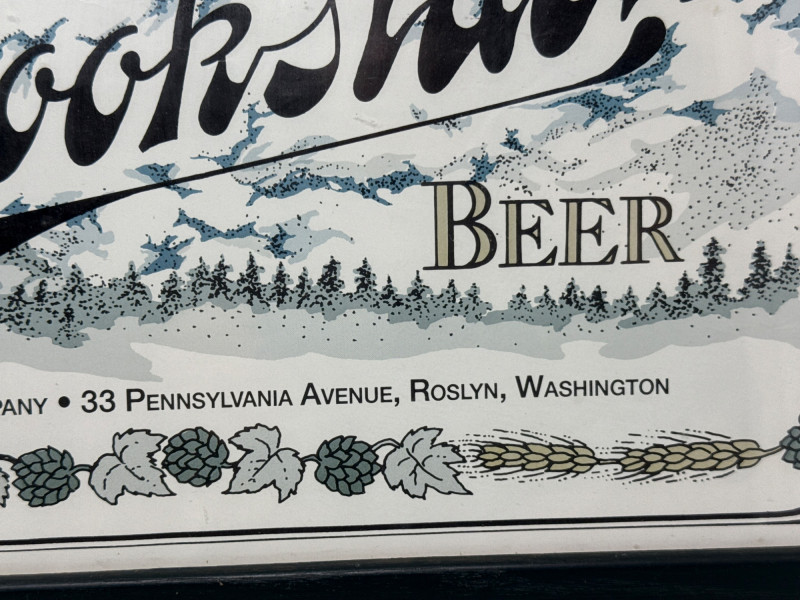 BEER
PANY • 33 PENNSYLVANIA AVENUE, ROSLYN, WASHINGTON